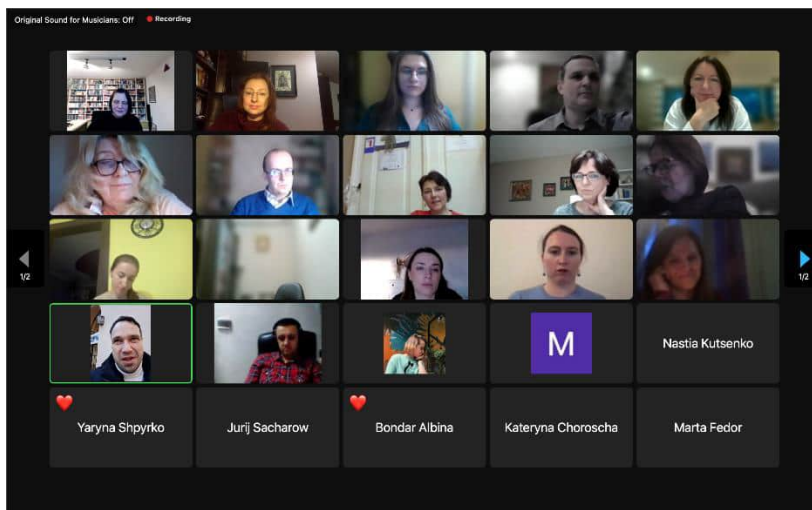 Original Sound for Musicians: Off
Recording
1/2
1/2
M
Nastia Kutsenko
Yaryna Shpyrko
Jurij Sacharow
Bondar Albina
Kateryna Choroscha
Marta Fedor